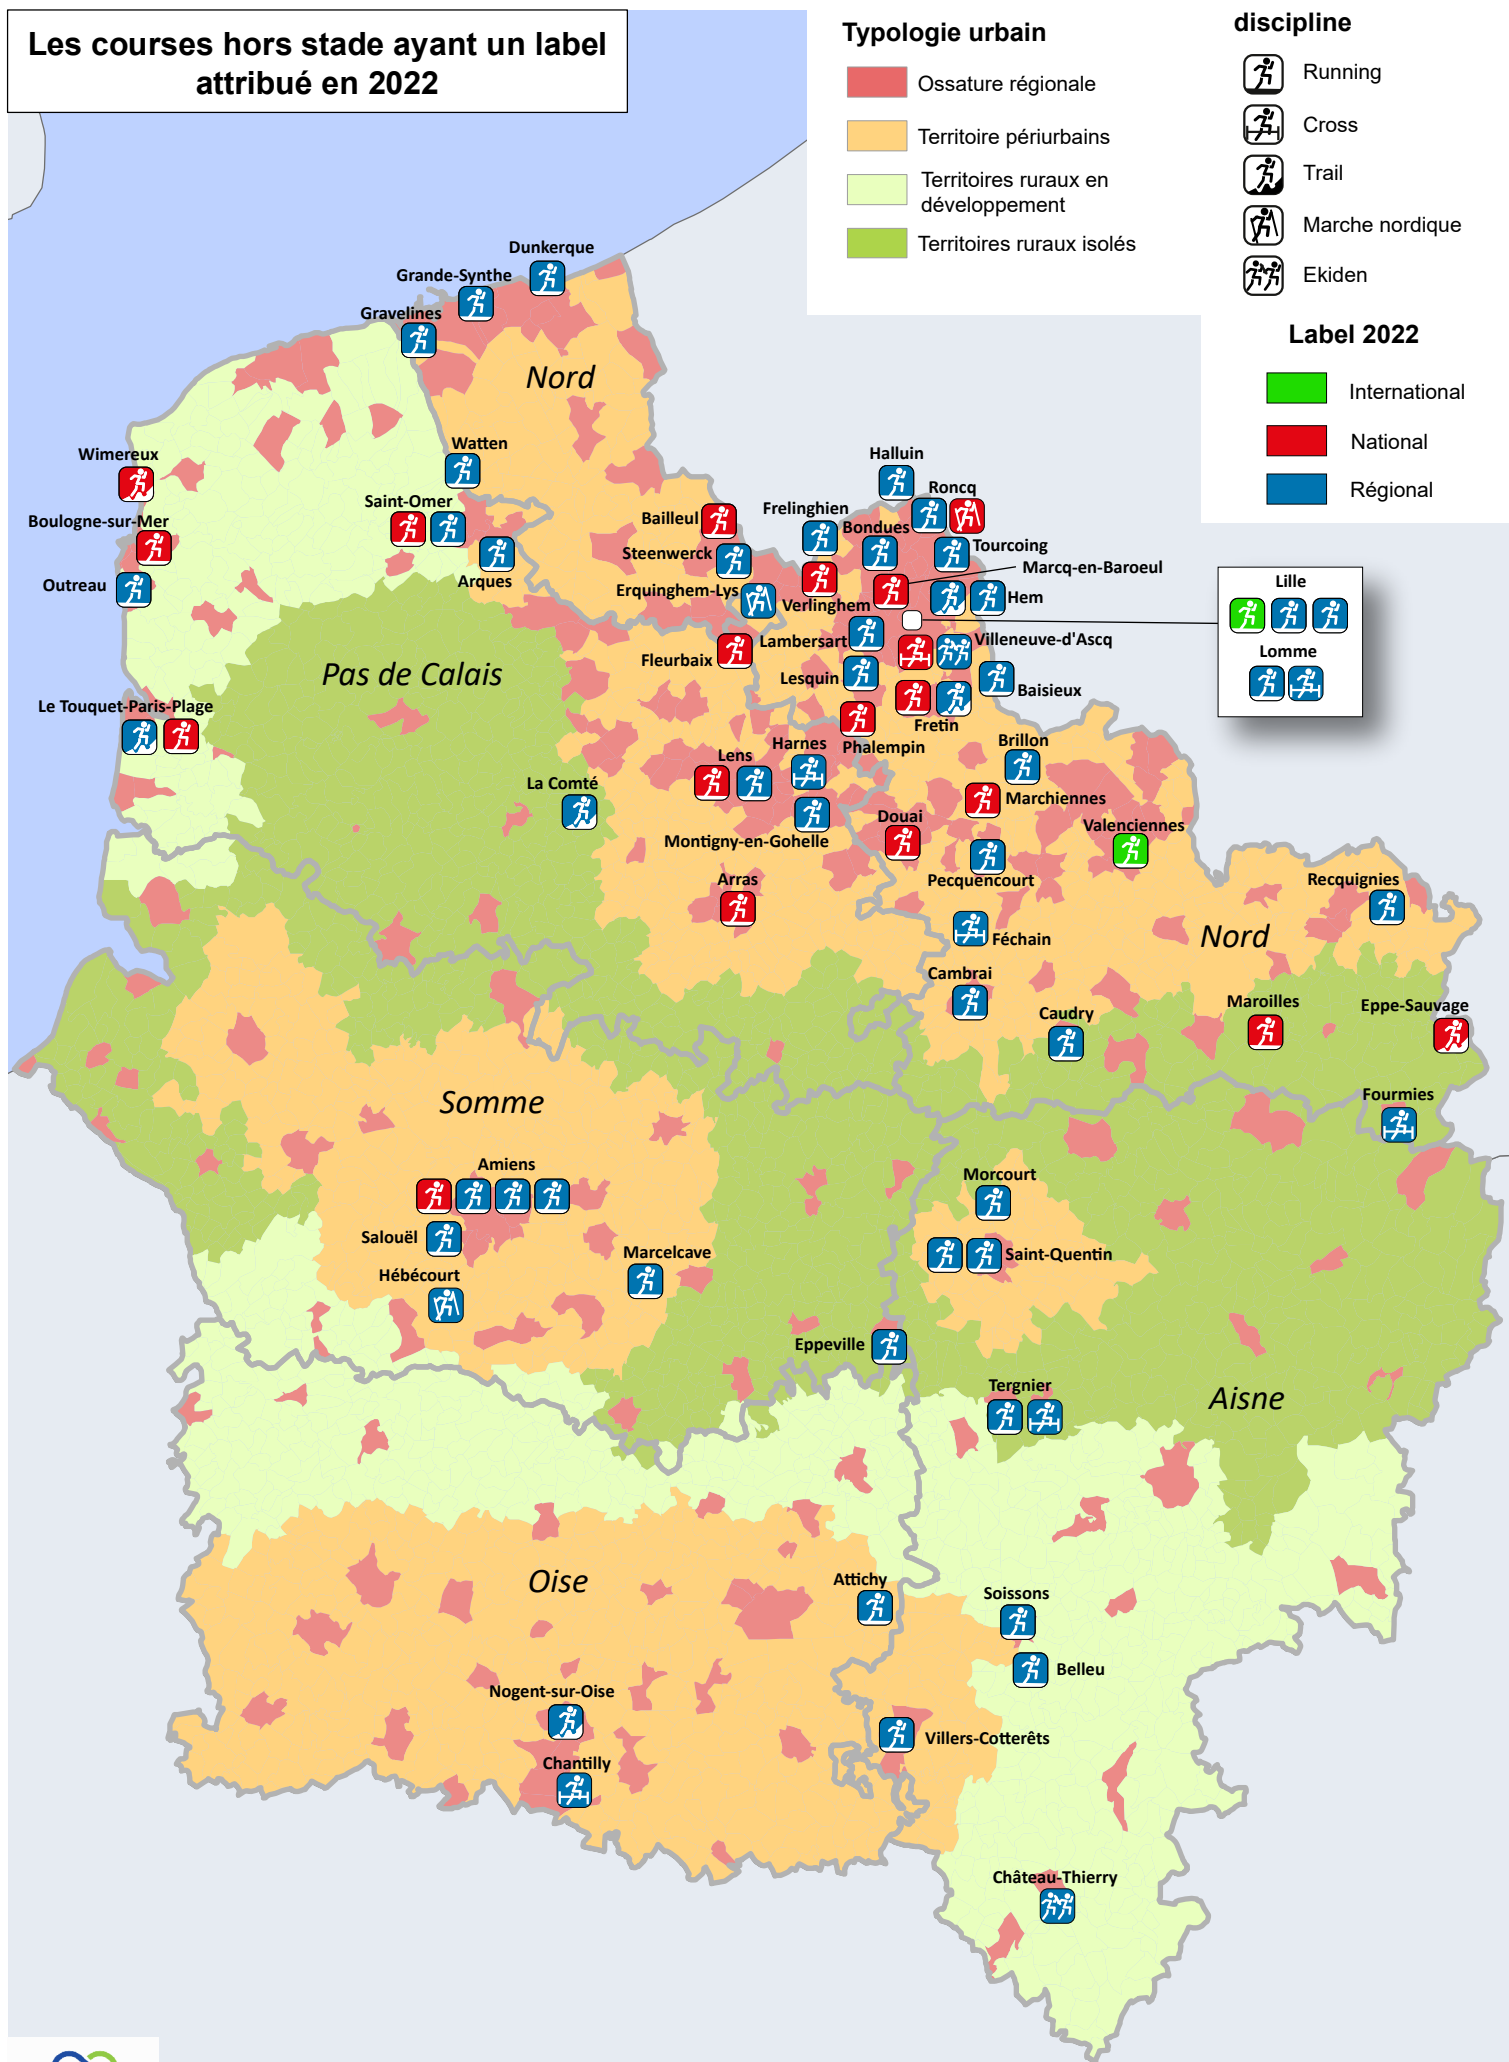 Les courses hors stade ayant un label
attribué en 2022
Typologie urbain
Ossature régionale
Territoire périurbains
Territoires ruraux en
développement
Territoires ruraux isolés
discipline
Running
Cross
Trail
Marche nordique
Ekiden
Label 2022
International
National
Régional
Dunkerque
Grande-Synthe
Gravelines
Nord
Watten
Wimereux
Saint-Omer
Boulogne-sur-Mer
Arques
Outreau
Halluin
Roncq
Bailleul
Frelinghien
Bondues
Steenwerck
Tourcoing
Marcq-en-Baroeul
Erquinghem-Lys
Verlinghem
Hem
Lille
Lambersart
Villeneuve-d'Ascq
Fleurbaix
Lomme
Lesquin
Baisieux
Pas de Calais
Le Touquet-Paris-Plage
Fretin
Phalempin
Brillon
Harnes
Lens
La Comté
Marchiennes
Douai
Valenciennes
Montigny-en-Gohelle
Pecquencourt
Arras
Recquignies
Féchain
Nord
Cambrai
Caudry
Maroilles
Eppe-Sauvage
Somme
Fourmies
Amiens
Morcourt
Salouël
Marcelcave
Saint-Quentin
Hébécourt
Eppeville
Tergnier
Aisne
Oise
Attichy
Soissons
Belleu
Nogent-sur-Oise
Villers-Cotterêts
Chantilly
Château-Thierry